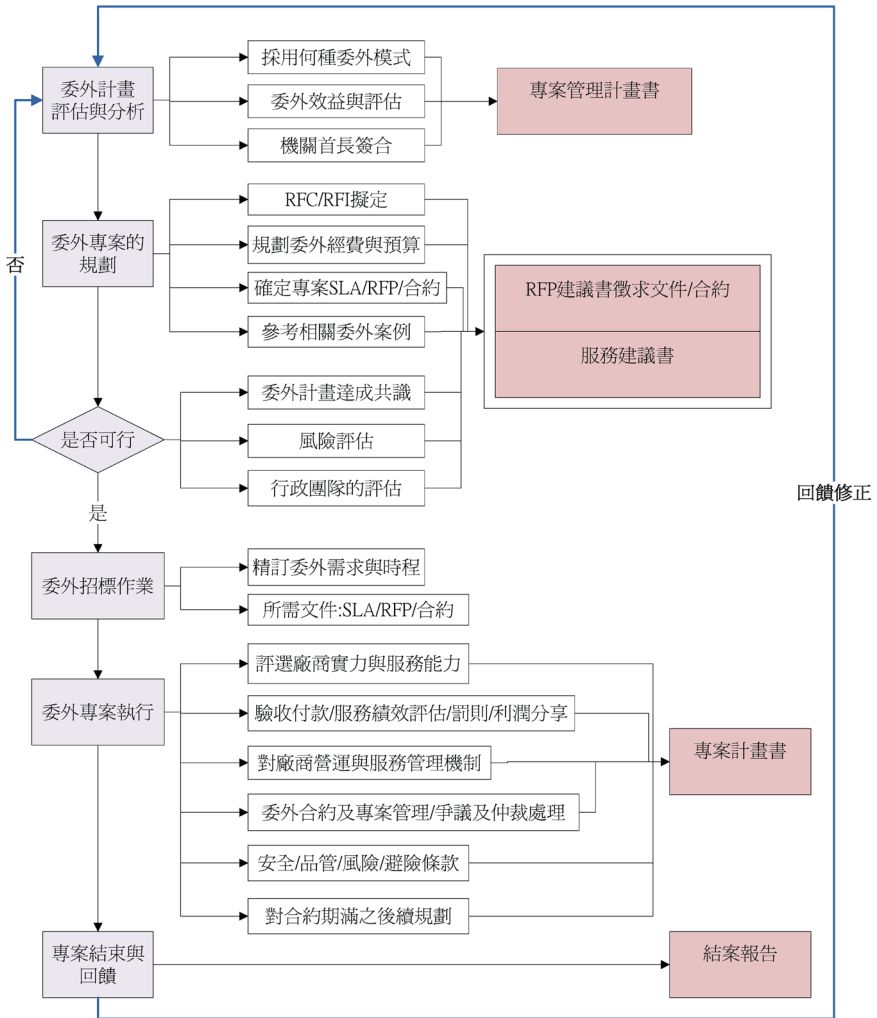 委外計畫
評估與分析
採用何種委外模式
委外效益與評估
機關首長簽合
專案管理計畫書
委外專案的
規劃
RFC/RFI擬定
規劃委外經費與預算
確定專案SLA/RFP/合約
參考相關委外案例
RFP建議書徵求文件/合約
服務建議書
否
是否可行
委外計畫達成共識
風險評估
行政團隊的評估
回饋修正
是
委外招標作業
精訂委外需求與時程
所需文件:SLA/RFP/合約
委外專案執行
評選廠商實力與服務能力
驗收付款/服務績效評估/罰則/利潤分享
對廠商營運與服務管理機制
委外合約及專案管理/爭議及仲裁處理
安全/品管/風險/避險條款
對合約期滿之後續規劃
專案計畫書
專案結束與
回饋
結案報告